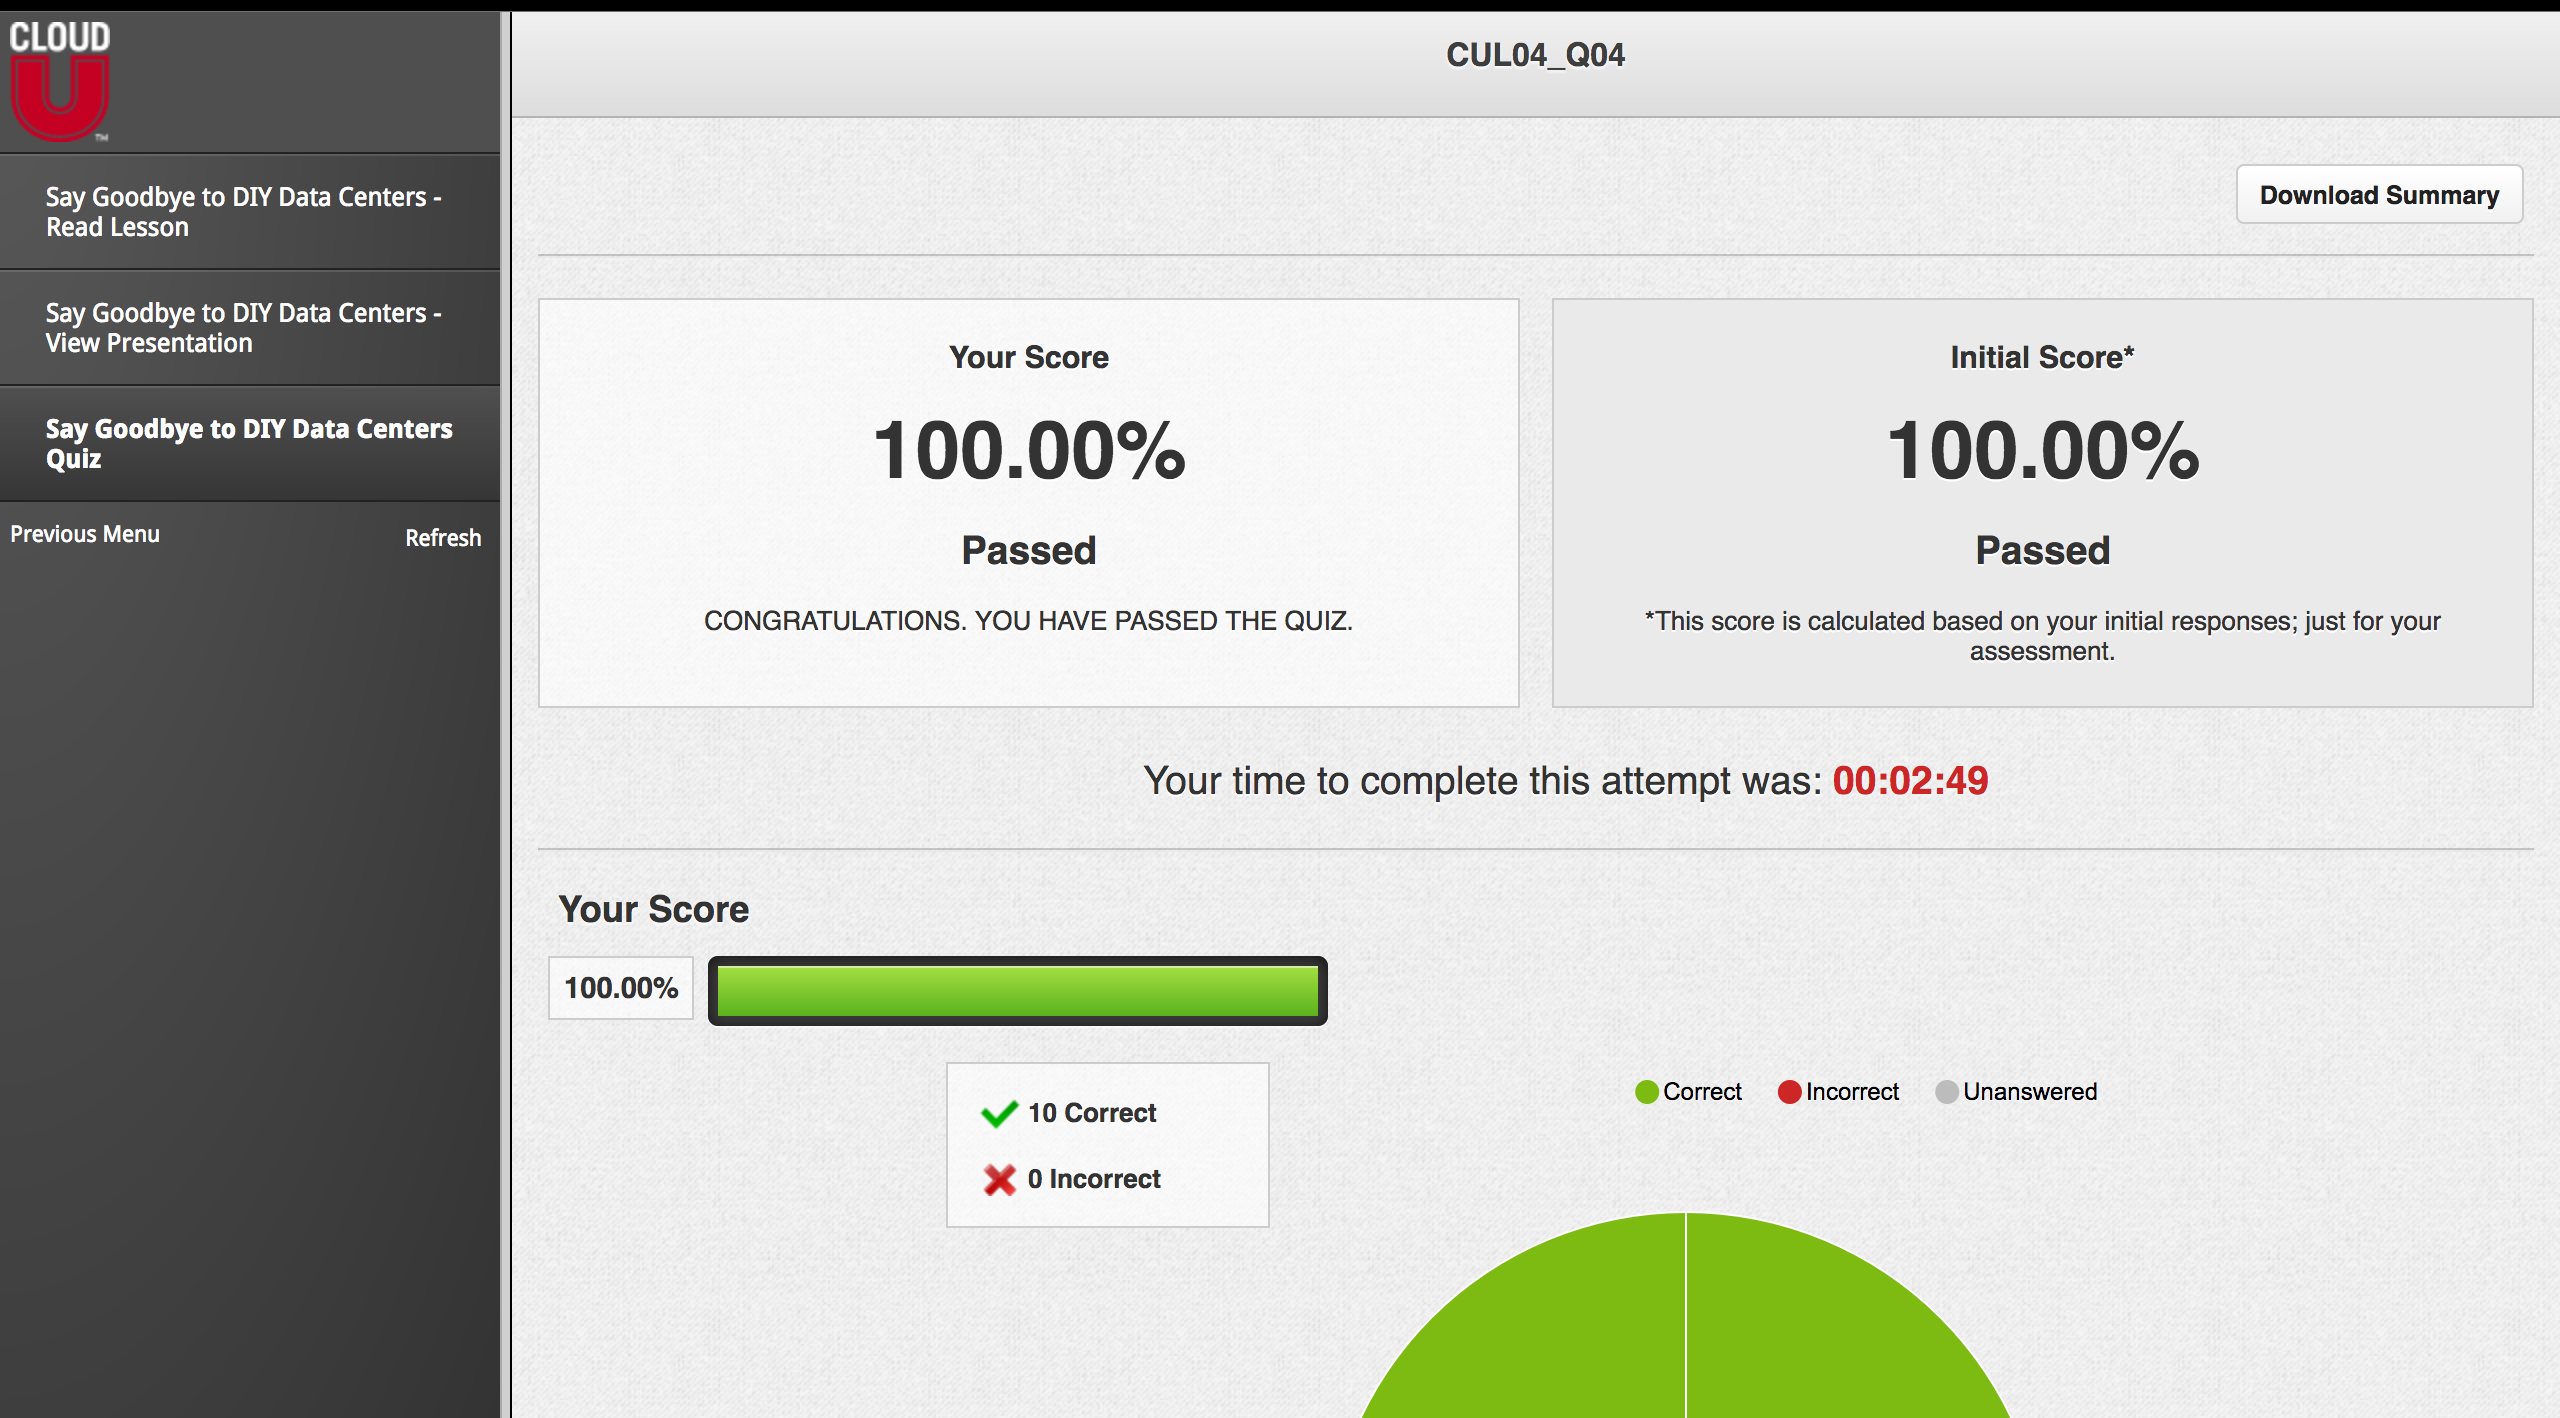 CLOUD
U
TM
Say Goodbye to DIY Data Centers -
Read Lesson
Say Goodbye to DIY Data Centers -
View Presentation
Say Goodbye to DIY Data Centers
Quiz
Previous Menu
Refresh
CUL04_Q04
Download Summary
Your Score
100.00%
Passed
CONGRATULATIONS. YOU HAVE PASSED THE QUIZ.
Initial Score*
100.00%
Passed
*This score is calculated based on your initial responses; just for your
assessment.
Your time to complete this attempt was: 00:02:49
Your Score
100.00%
10 Correct
0 Incorrect
Correct Incorrect Unanswered